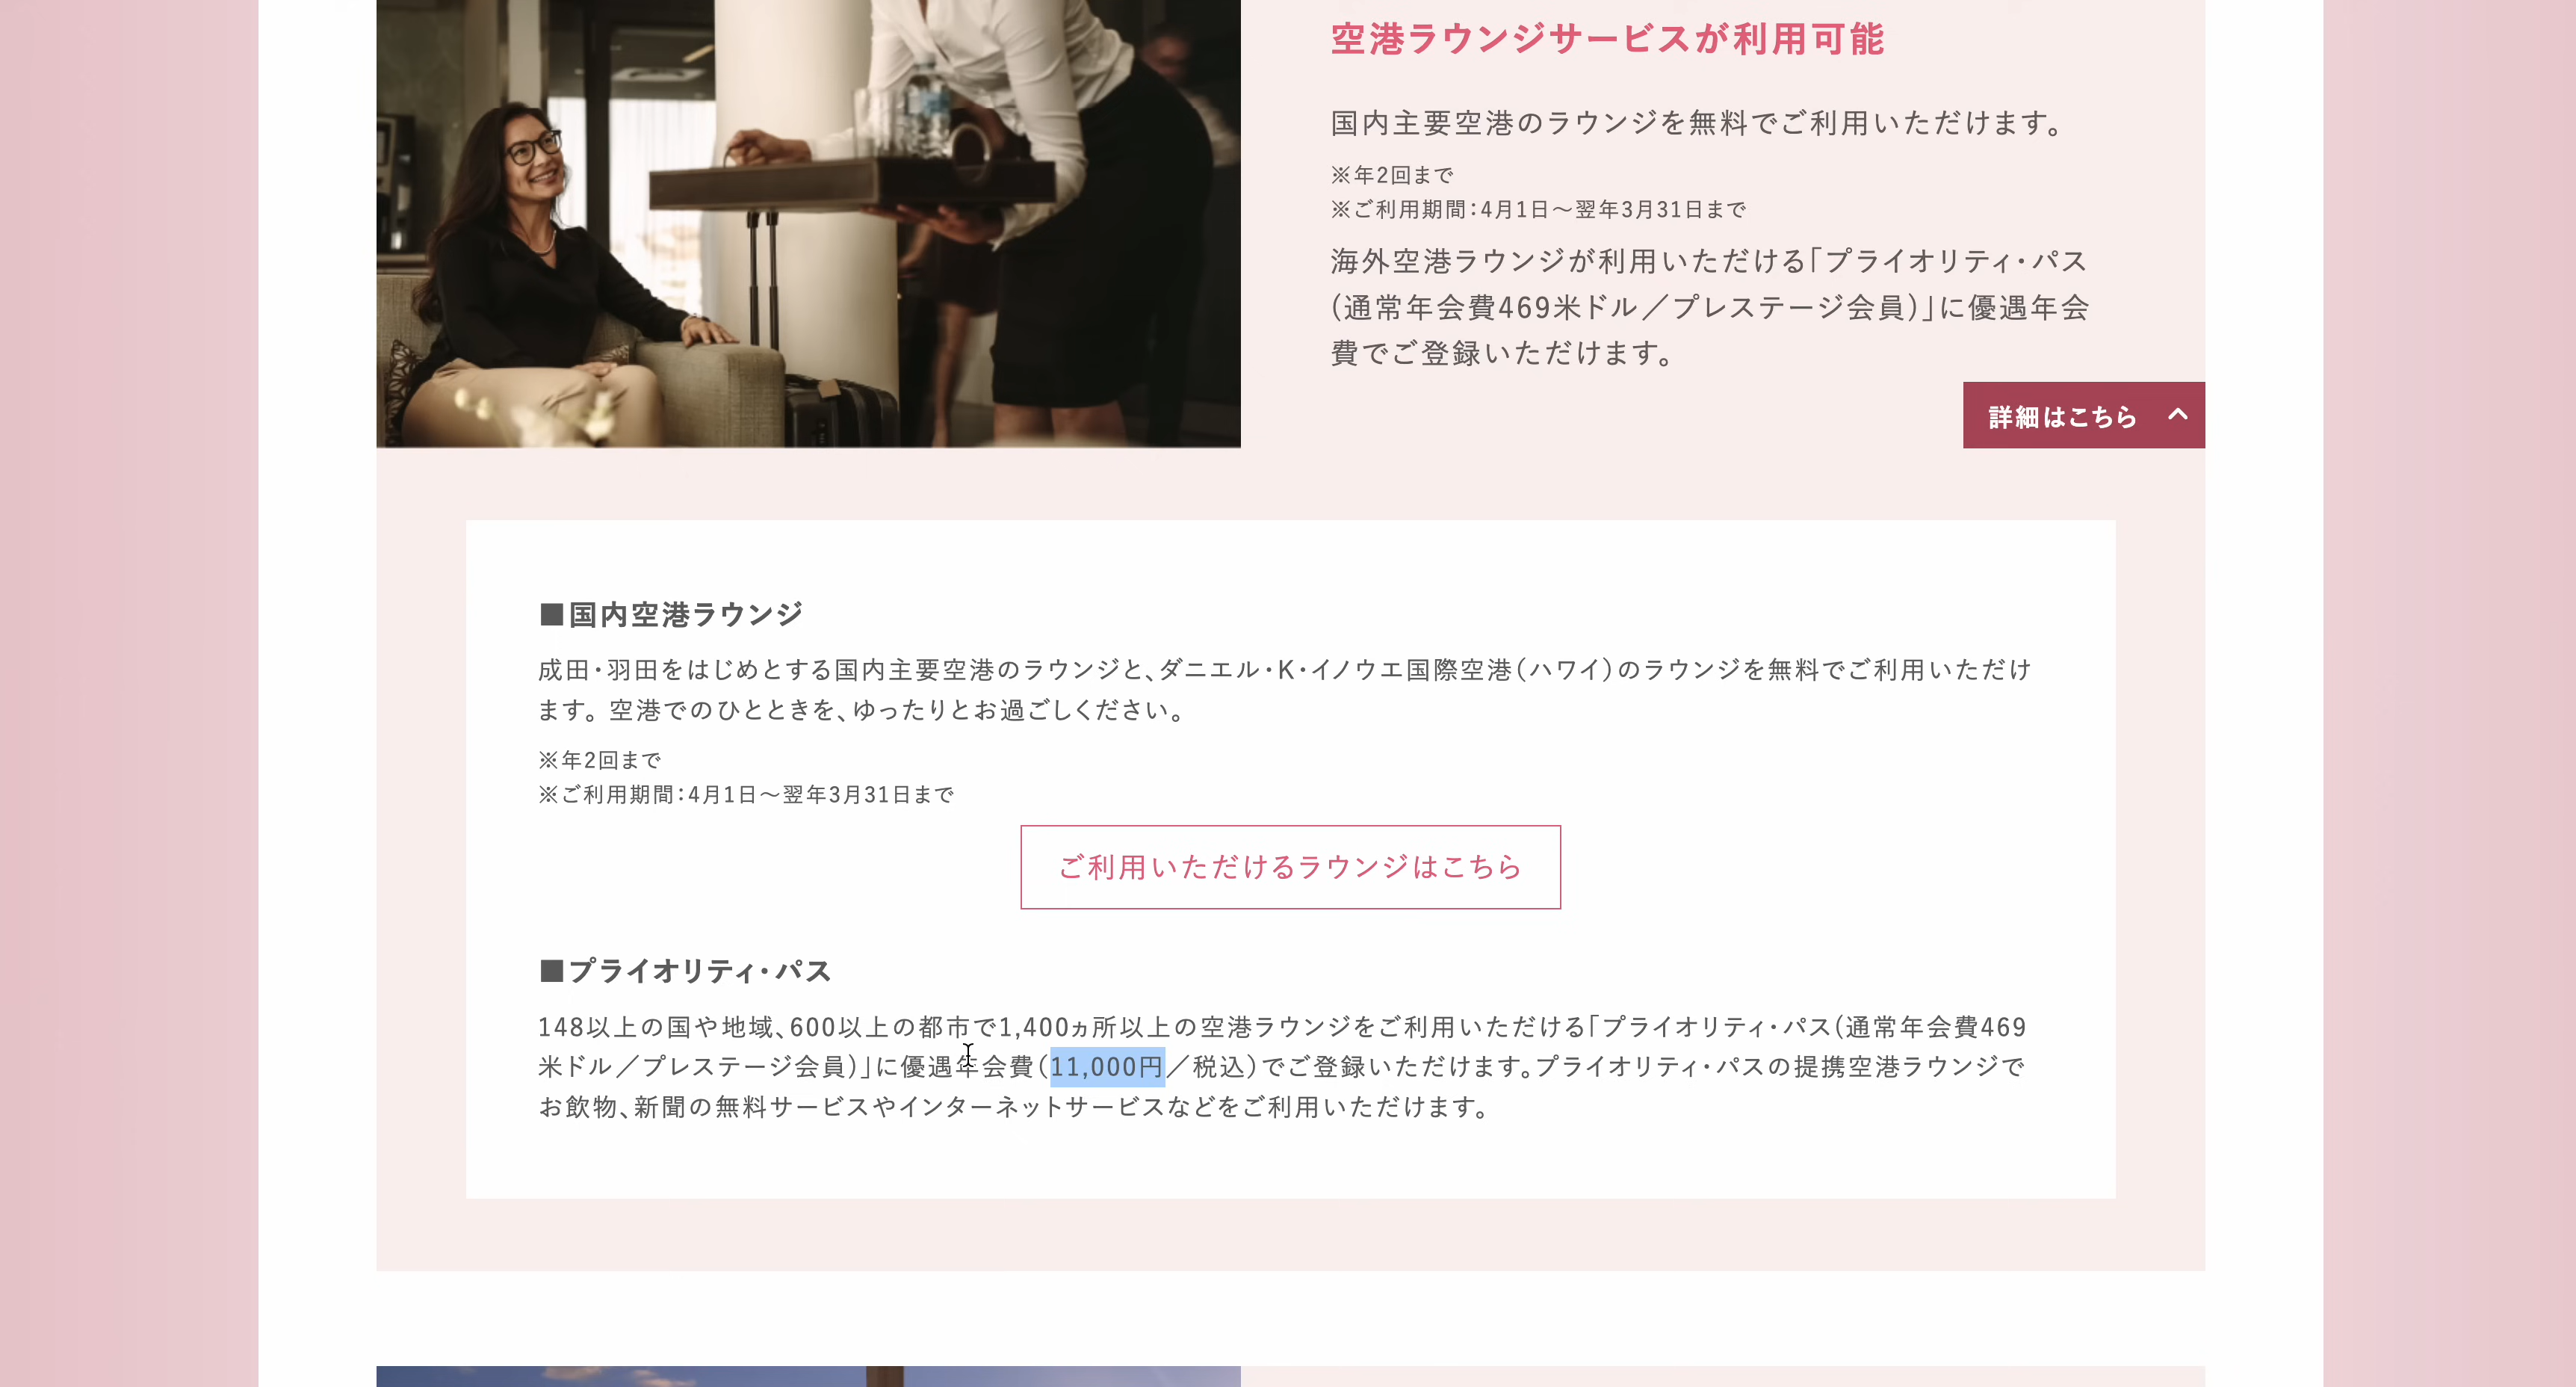 空港ラウンジサービスが利用可能
国内主要空港のラウンジを無料でご利用いただけます。
※年2回まで
※ご利用期間：4月1日～翌年3月31日まで
海外空港ラウンジが利用いただける「プライオリティ・パス
（通常年会費469米ドル／プレステージ会員）」に優遇年会
費でご登録いただけます。
詳細はこちら
■国内空港ラウンジ
成田・羽田をはじめとする国内主要空港のラウンジと、ダニエル・K・イノウエ国際空港（ハワイ）のラウンジを無料でご利用いただけ
ます。空港でのひとときを、ゆったりとお過ごしください。
※年2回まで
※ご利用期間：4月1日～翌年3月31日まで
ご利用いただけるラウンジはこちら
■プライオリティ・パス
148以上の国や地域、600以上の都市で1,400ヵ所以上の空港ラウンジをご利用いただける「プライオリティ・パス（通常年会費469
米ドル／プレステージ会員）」に優遇年会費（11,000円／税込）でご登録いただけます。プライオリティ・パスの提携空港ラウンジで
お飲物、新聞の無料サービスやインターネットサービスなどをご利用いただけます。